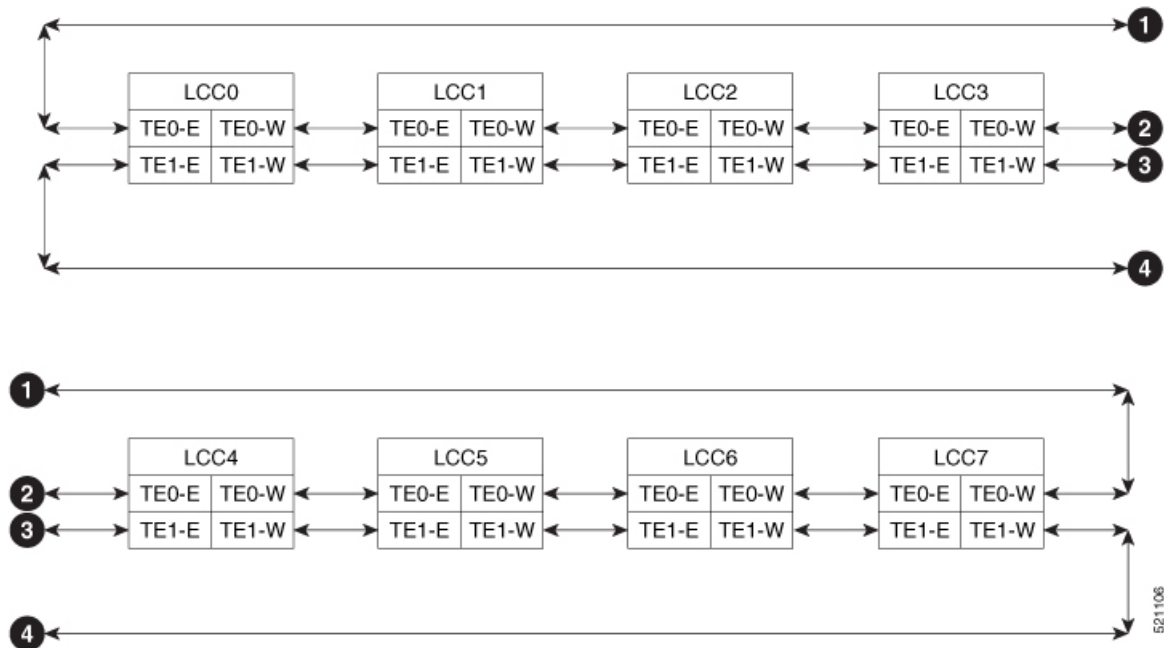 1
LCC0 LCC1 LCC2 LCC3
TE0-E TE0-W TE0-E TE0-W TE0-E TE0-W TE0-E TE0-W 2
TE1-E TE1-W TE1-E TE1-W TE1-E TE1-W TE1-E TE1-W 3
4
1
LCC4 LCC5 LCC6 LCC7
2 TE0-E TE0-W TE0-E TE0-W TE0-E TE0-W TE0-E TE0-W
3 TE1-E TE1-W TE1-E TE1-W TE1-E TE1-W TE1-E TE1-W
4
521106